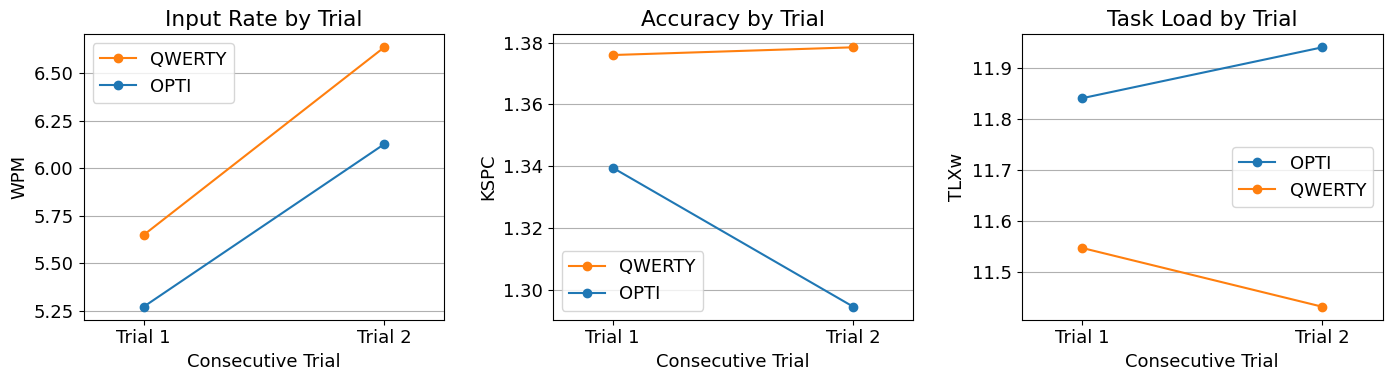 Input Rate by Trial
WPM
6.50
6.25
6.00
5.75
5.50
5.25
QWERTY
OPTI
Trial 1
Trial 2
Consecutive Trial
Accuracy by Trial
KSPC
1.38
1.36
1.34
1.32
1.30
QWERTY
OPTI
Trial 1
Trial 2
Consecutive Trial
Task Load by Trial
TLXw
11.9
11.8
11.7
11.6
11.5
OPTI
QWERTY
Trial 1
Trial 2
Consecutive Trial